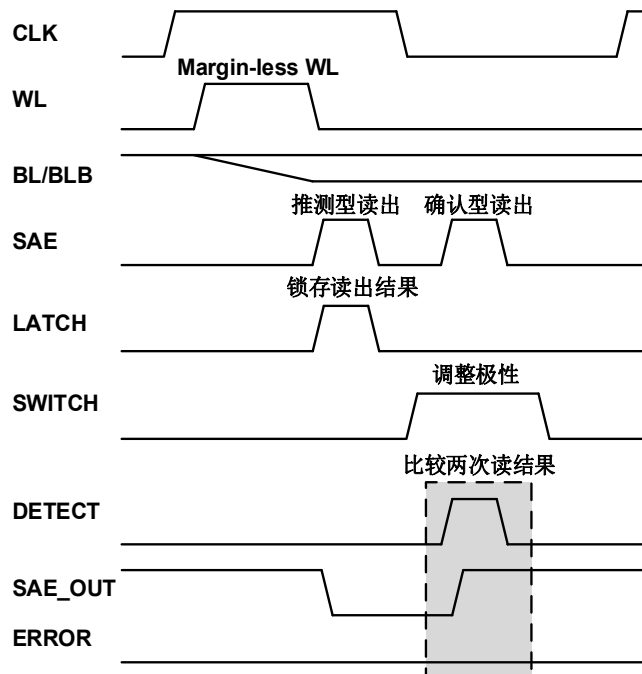 CLK
Margin-less WL
WL
BL/BLB
推测型读出 确认型读出
SAE
锁存读出结果
LATCH
调整极性
SWITCH
比较两次读结果
DETECT
SAE_OUT
ERROR